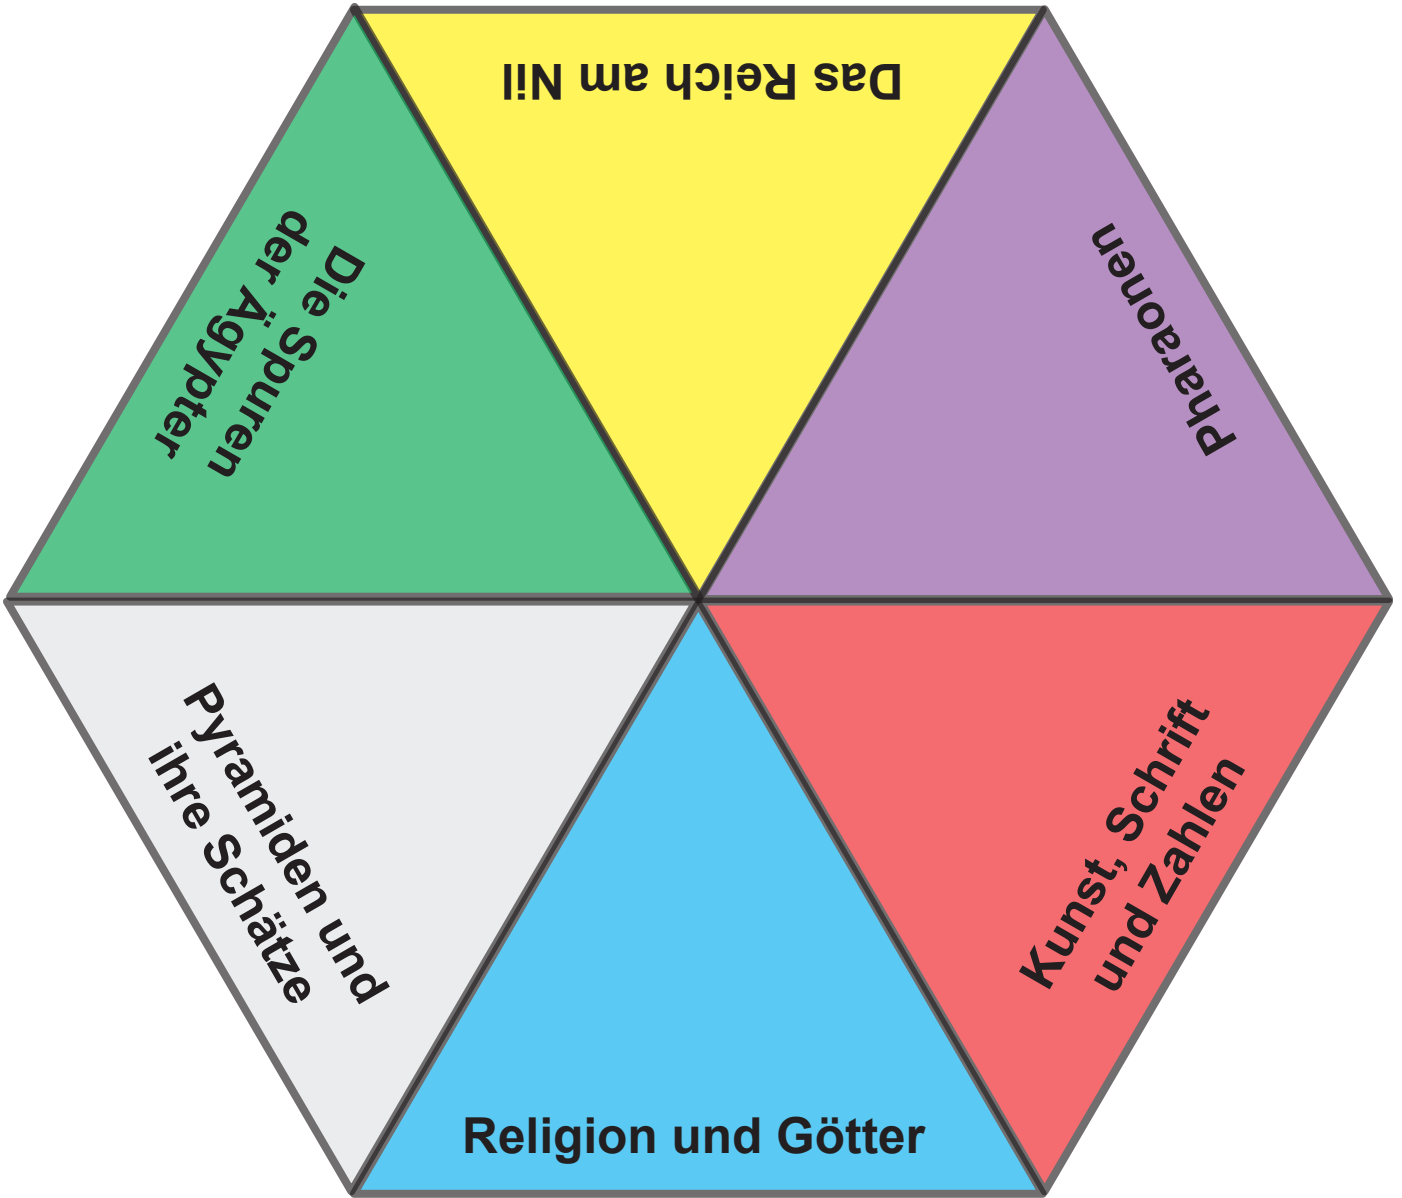 Das Reich am Nil
Pharaonen
Kunst, Schrift
und Zahlen
Religion und Götter
Pyramiden und
ihre Schätze
Die Spuren
der Ägypter